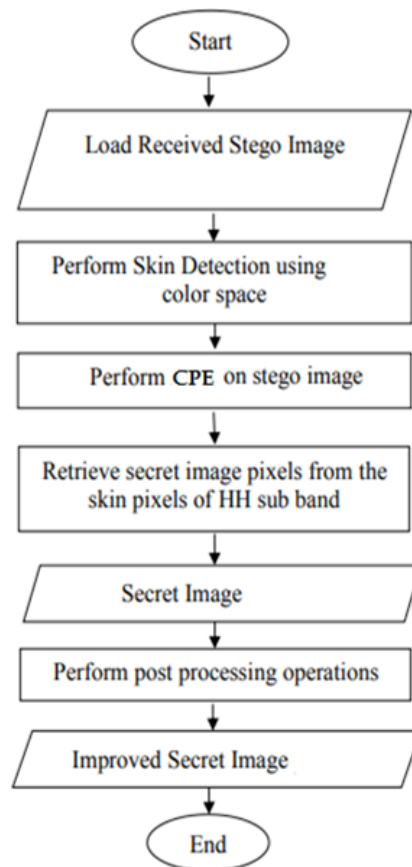 Start
Load Received Stego Image
Perform Skin Detection using
color space
Perform CPE on stego image
Retrieve secret image pixels from the
skin pixels of HH sub band
Secret Image
Perform post processing operations
Improved Secret Image
End